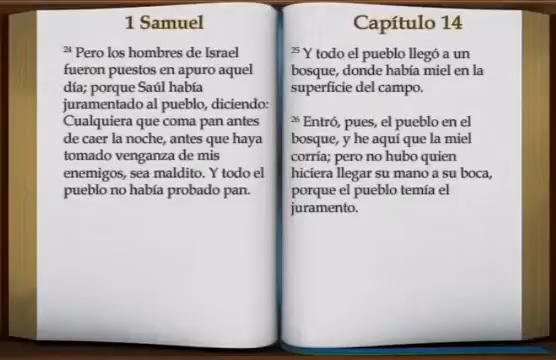 1 Samuel
²⁴ Pero los hombres de Israel
fueron puestos en apuro aquel
día; porque Saúl había
juramentado al pueblo, diciendo:
Cualquiera que coma pan antes
de caer la noche, antes que haya
tomado venganza de mis
enemigos, sea maldito. Y todo el
pueblo no había probado pan.
Capítulo 14
²⁵ Y todo el pueblo llegó a un
bosque, donde había miel en la
superficie del campo.
²⁶ Entró, pues, el pueblo en el
bosque, y he aquí que la miel
corría; pero no hubo quien
hiciera llegar su mano a su boca,
porque el pueblo temía el
juramento.